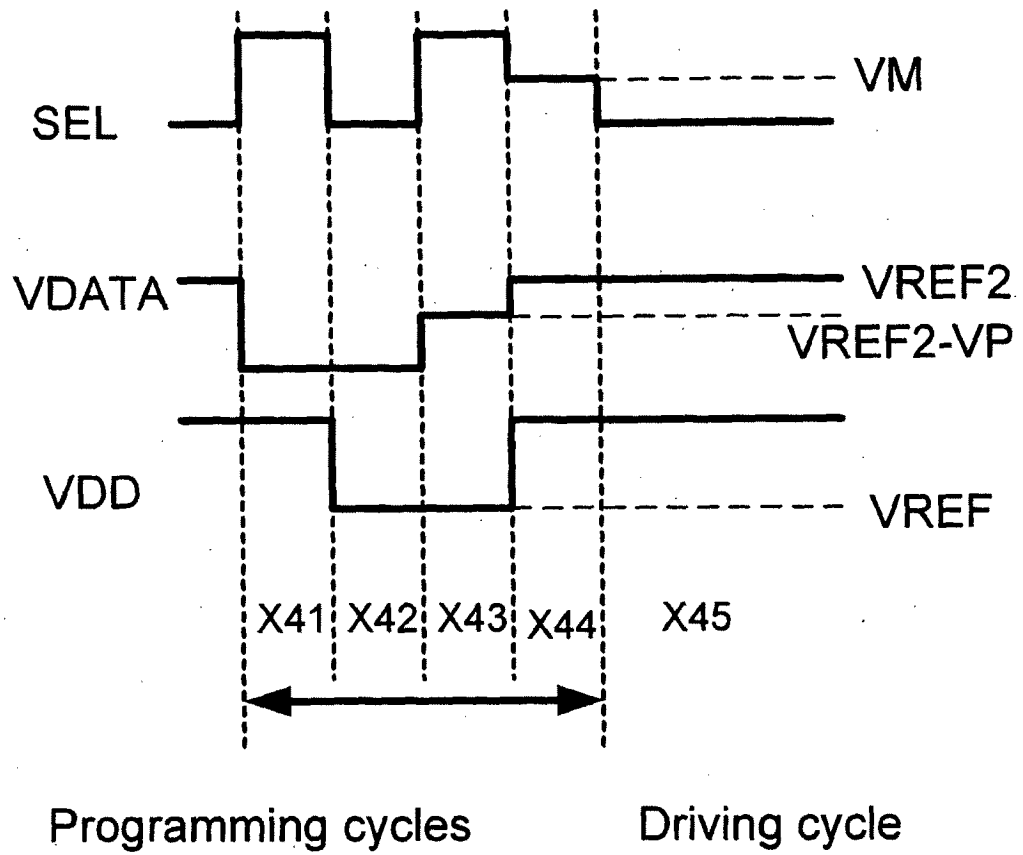 VM
SEL
VDATA
VREF2
VREF2-VP
VDD
VREF
X41
X42
X43
X44
X45
Programming cycles
Driving cycle